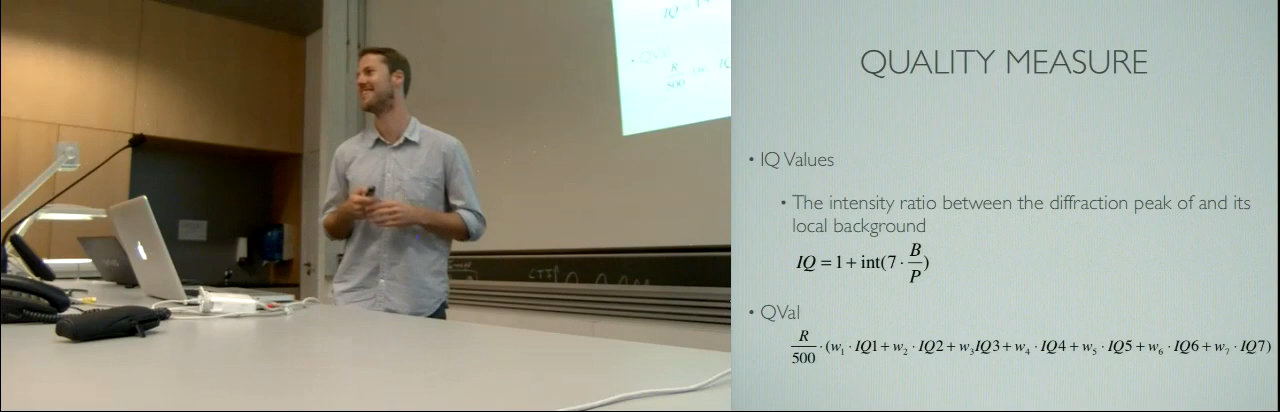 QUALITY MEASURE
• IQ Values
• The intensity ratio between the diffraction peak of and its
local background
IQ = 1 + int(7 · B/P)
• QVal
R/500 · (w₁ · IQ1 + w₂ · IQ2 + w₃IQ3 + w₄ · IQ4 + w₅ · IQ5 + w₆ · IQ6 + w₇ · IQ7)